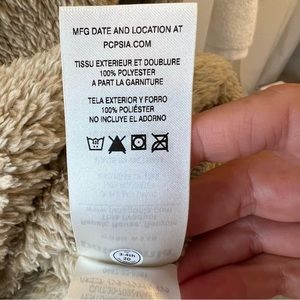 MFG DATE AND LOCATION AT
PCPSIA.COM
TISSU EXTERIEUR ET DOUBLURE
100% POLYESTER
A PART LA GARNITURE
TELA EXTERIOR Y FORRO
100% POLIÉSTER
NO INCLUYE EL ADORNO